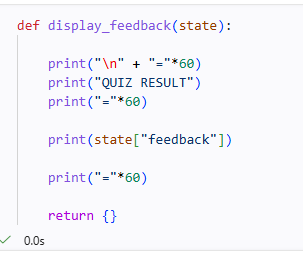 def display_feedback(state):
    print("\n" + "="*60)
    print("QUIZ RESULT")
    print("="*60)
    print(state["feedback"])
    print("="*60)
    return {}
0.0s